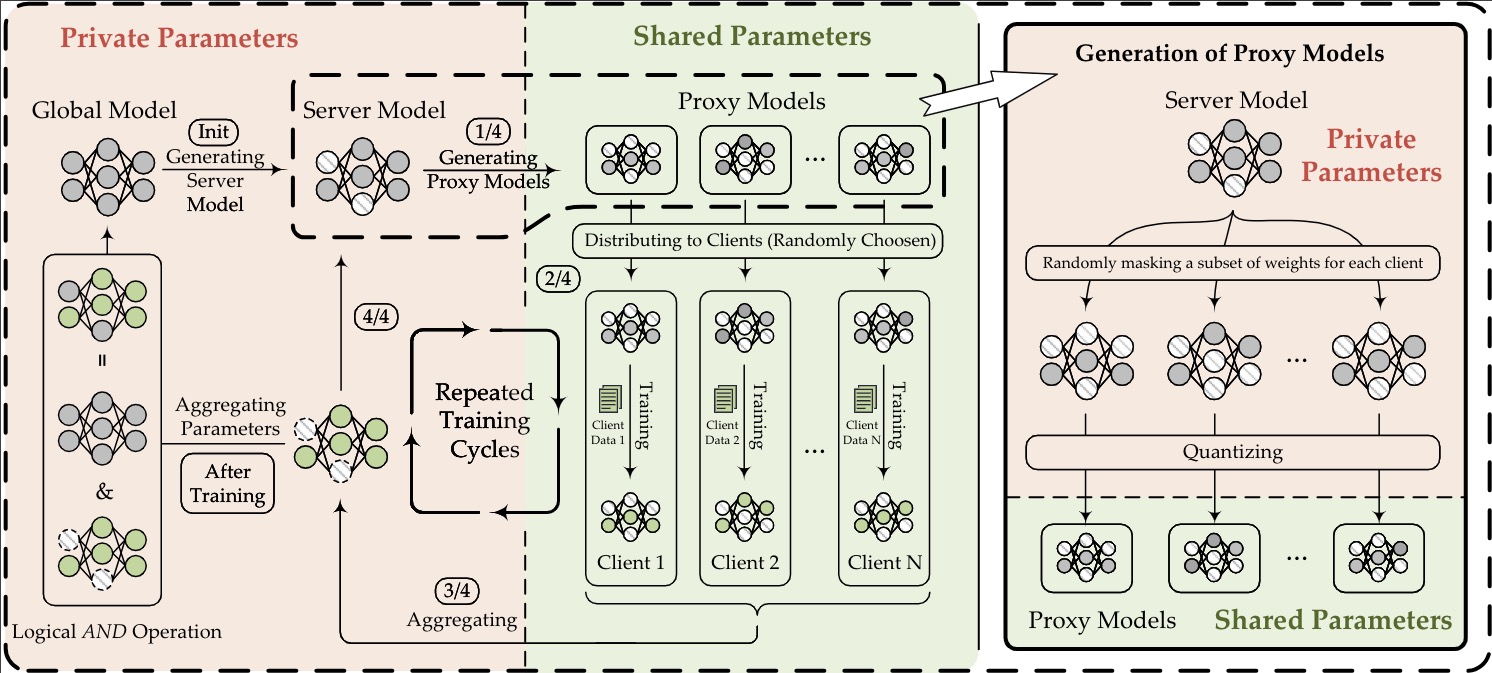 Private Parameters
Shared Parameters
Global Model
Init
Generating
Server
Model
Server Model
1/4
Generating
Proxy Models
Proxy Models
...
Distributing to Clients (Randomly Choosen)
2/4
4/4
Repeated
Training
Cycles
=
&
Logical AND Operation
Aggregating
Parameters
After
Training
3/4
Aggregating
Client
Data 1
Training
Client 1
Client
Data 2
Training
Client 2
...
Client
Data N
Training
Client N
Generation of Proxy Models
Server Model
Private
Parameters
Randomly masking a subset of weights for each client
...
Quantizing
...
Proxy Models
Shared Parameters